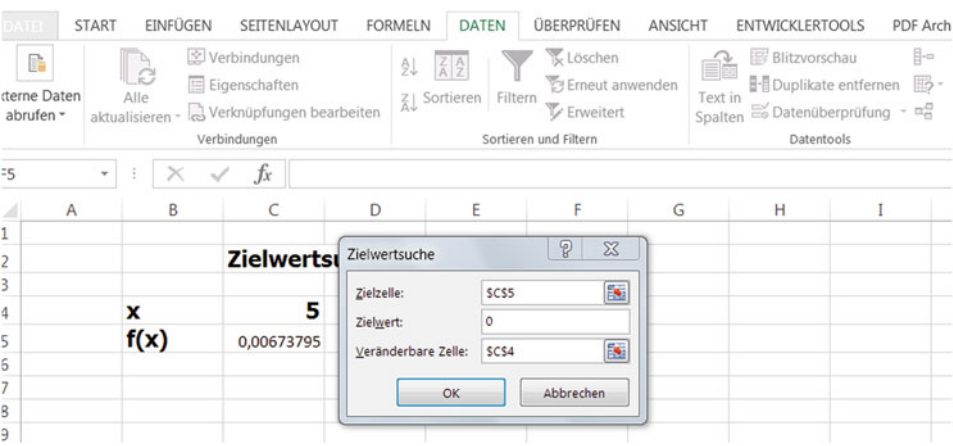 DATEI START EINFÜGEN SEITENLAYOUT FORMELN DATEN ÜBERPRÜFEN ANSICHT ENTWICKLERTOOLS PDF Arch
Verbindungen
Eigenschaften
Verknüpfungen bearbeiten
xterne Daten
abrufen
Alle
aktualisieren
Verbindungen
Sortieren
Filtern
Löschen
Erneut anwenden
Erweitert
Sortieren und Filtern
Text in
Spalten
Blitzvorschau
Duplikate entfernen
Datenüberprüfung
Datentools
F5
fx
A B C D E F G H I
1
2 Zielwertsu
3
4 x 5
5 f(x) 0,00673795
6
7
8
9
Zielwertsuche
Zielzelle: $C$5
Zielwert: 0
Veränderbare Zelle: $C$4
OK Abbrechen